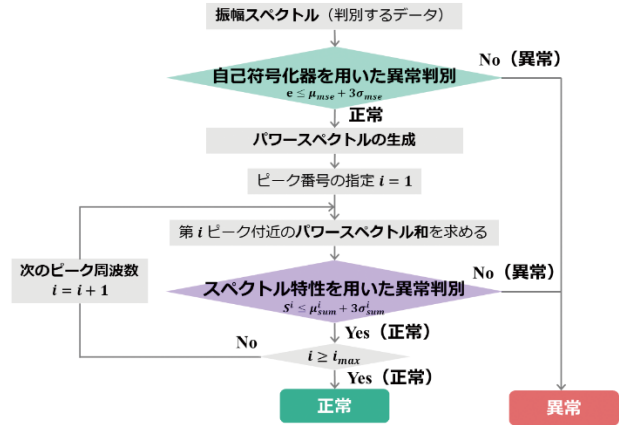 振幅スペクトル（判別するデータ）
No（異常）
自己符号化器を用いた異常判別
e ≤ μ_mse + 3σ_mse
正常
パワースペクトルの生成
ピーク番号の指定 i = 1
第 i ピーク付近のパワースペクトル和を求める
次のピーク周波数
i = i + 1
No（異常）
スペクトル特性を用いた異常判別
S^i ≤ μ^i_sum + 3σ^i_sum
Yes（正常）
No
i ≥ i_max
Yes（正常）
正常
異常